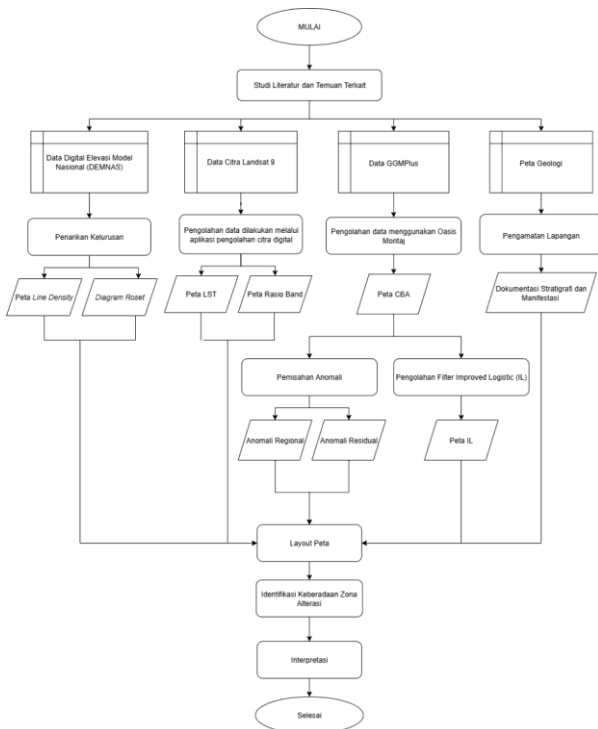 MULAI
Studi Literatur dan Temuan Terkait
Data Digital Elevasi Model
Nasional (DEMNAS)
Data Citra Landsat 9
Data GGMPlus
Peta Geologi
Penarikan Kelurusan
Pengolahan data dilakukan melalui
aplikasi pengolahan citra digital
Pengolahan data menggunakan Oasis
Montaj
Pengamatan Lapangan
Peta Line Density
Diagram Roset
Peta LST
Peta Rasio Band
Peta CBA
Dokumentasi Stratigrafi dan
Manifestasi
Pemisahan Anomali
Pengolahan Filter Improved Logistic (IL)
Anomali Regional
Anomali Residual
Peta IL
Layout Peta
Identifikasi Keberadaan Zona
Alterasi
Interpretasi
Selesai